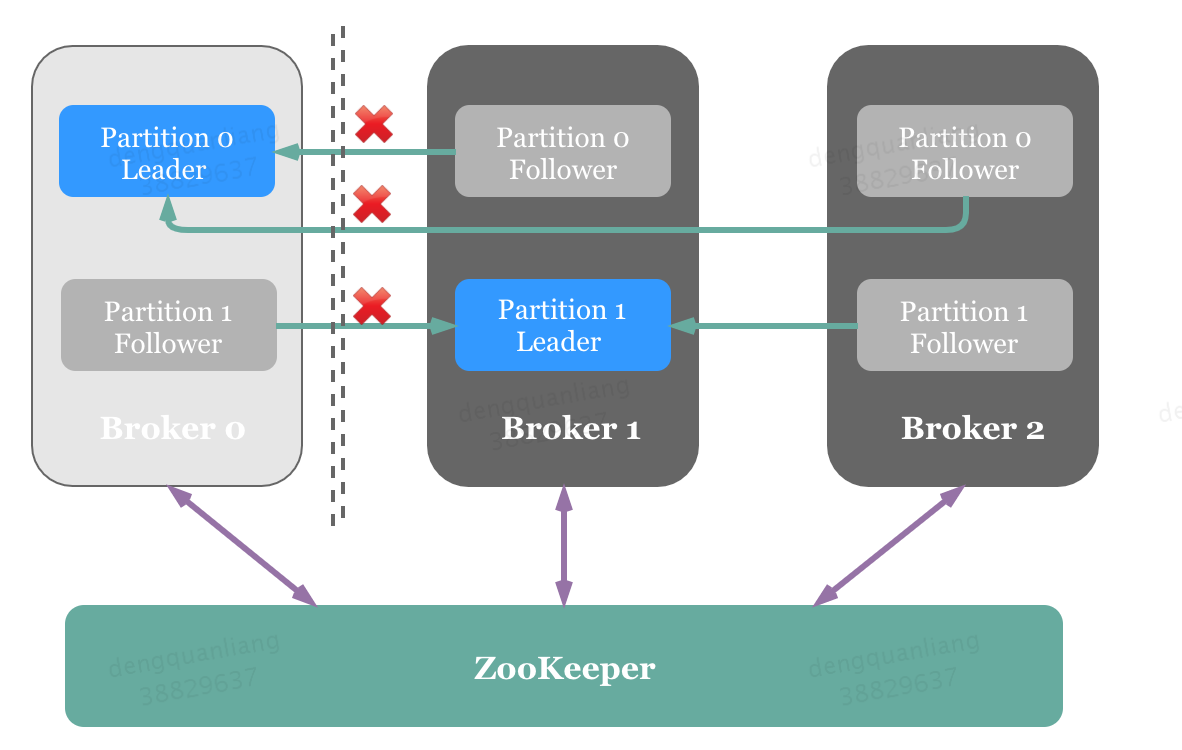 Partition 0
Leader
Partition 0
Follower
Partition 0
Follower
Partition 1
Follower
Partition 1
Leader
Partition 1
Follower
Broker 0
Broker 1
Broker 2
ZooKeeper
dengquanliang
38829637
dengquanliang
38829637
dengquanliang
38829637
dengquanliang
38829637
dengquanliang
38829637